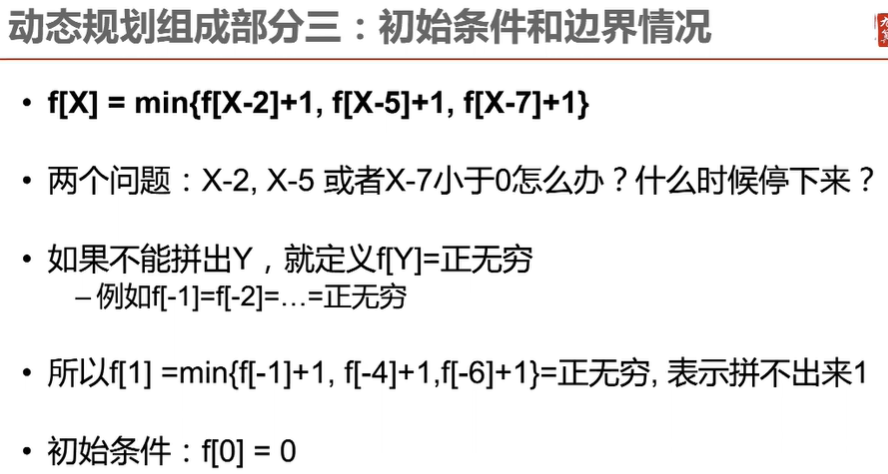 动态规划组成部分三：初始条件和边界情况
• f[X] = min{f[X-2]+1, f[X-5]+1, f[X-7]+1}
• 两个问题：X-2, X-5 或者X-7小于0怎么办？什么时候停下来？
• 如果不能拼出Y，就定义f[Y]=正无穷
– 例如f[-1]=f[-2]=…=正无穷
• 所以f[1] =min{f[-1]+1, f[-4]+1,f[-6]+1}=正无穷, 表示拼不出来1
• 初始条件：f[0] = 0